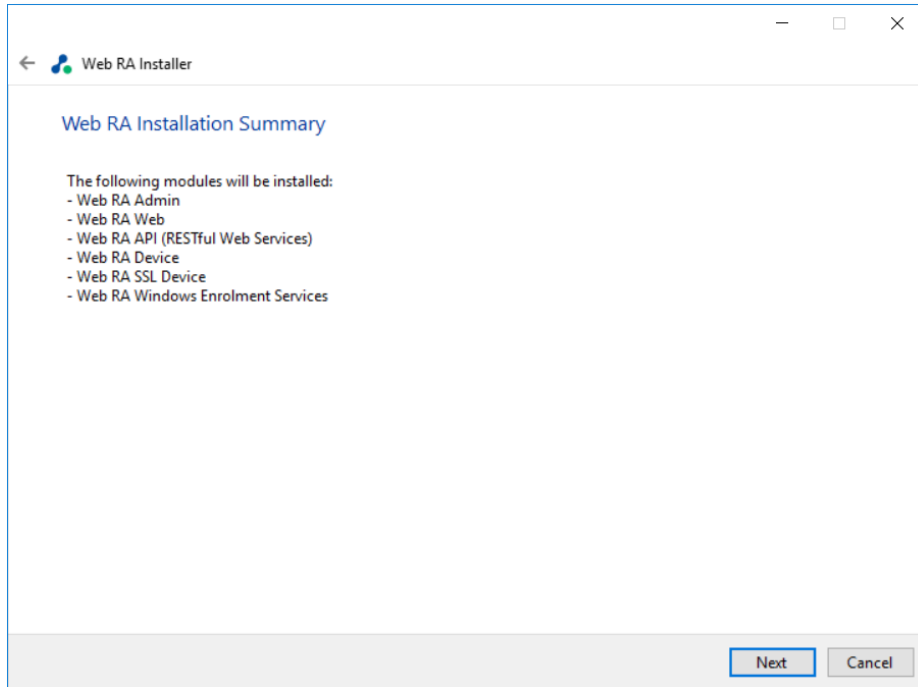 Web RA Installer
Web RA Installation Summary
The following modules will be installed:
- Web RA Admin
- Web RA Web
- Web RA API (RESTful Web Services)
- Web RA Device
- Web RA SSL Device
- Web RA Windows Enrolment Services
Next
Cancel